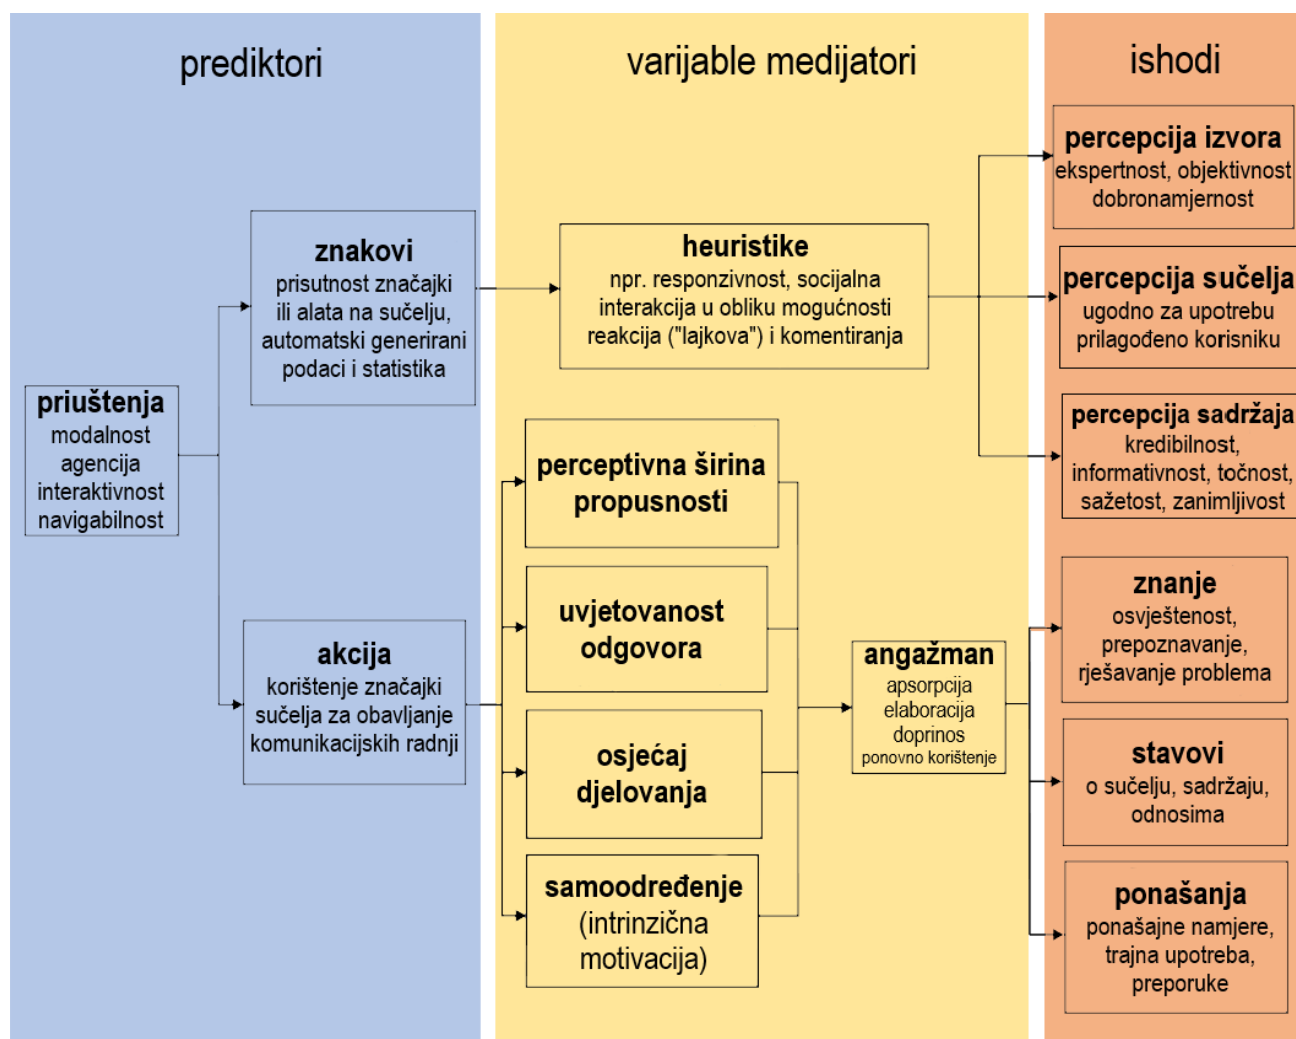 prediktori
priuštenja
modalnost
agencija
interaktivnost
navigabilnost
znakovi
prisutnost značajki
ili alata na sučelju,
automatski generirani
podaci i statistika
akcija
korištenje značajki
sučelja za obavljanje
komunikacijskih radnji
varijable medijatori
heuristike
npr. responzivnost, socijalna
interakcija u obliku mogućnosti
reakcija ("lajkova") i komentiranja
perceptivna širina
propusnosti
uvjetovanost
odgovora
osjećaj
djelovanja
samoodređenje
(intrinzična
motivacija)
angažman
apsorpcija
elaboracija
doprinos
ponovno korištenje
ishodi
percepcija izvora
ekspertnost, objektivnost
dobronamjernost
percepcija sučelja
ugodno za upotrebu
prilagođeno korisniku
percepcija sadržaja
kredibilnost,
informativnost, točnost,
sažetost, zanimljivost
znanje
osvještenost,
prepoznavanje,
rješavanje problema
stavovi
o sučelju, sadržaju,
odnosima
ponašanja
ponašajne namjere,
trajna upotreba,
preporuke